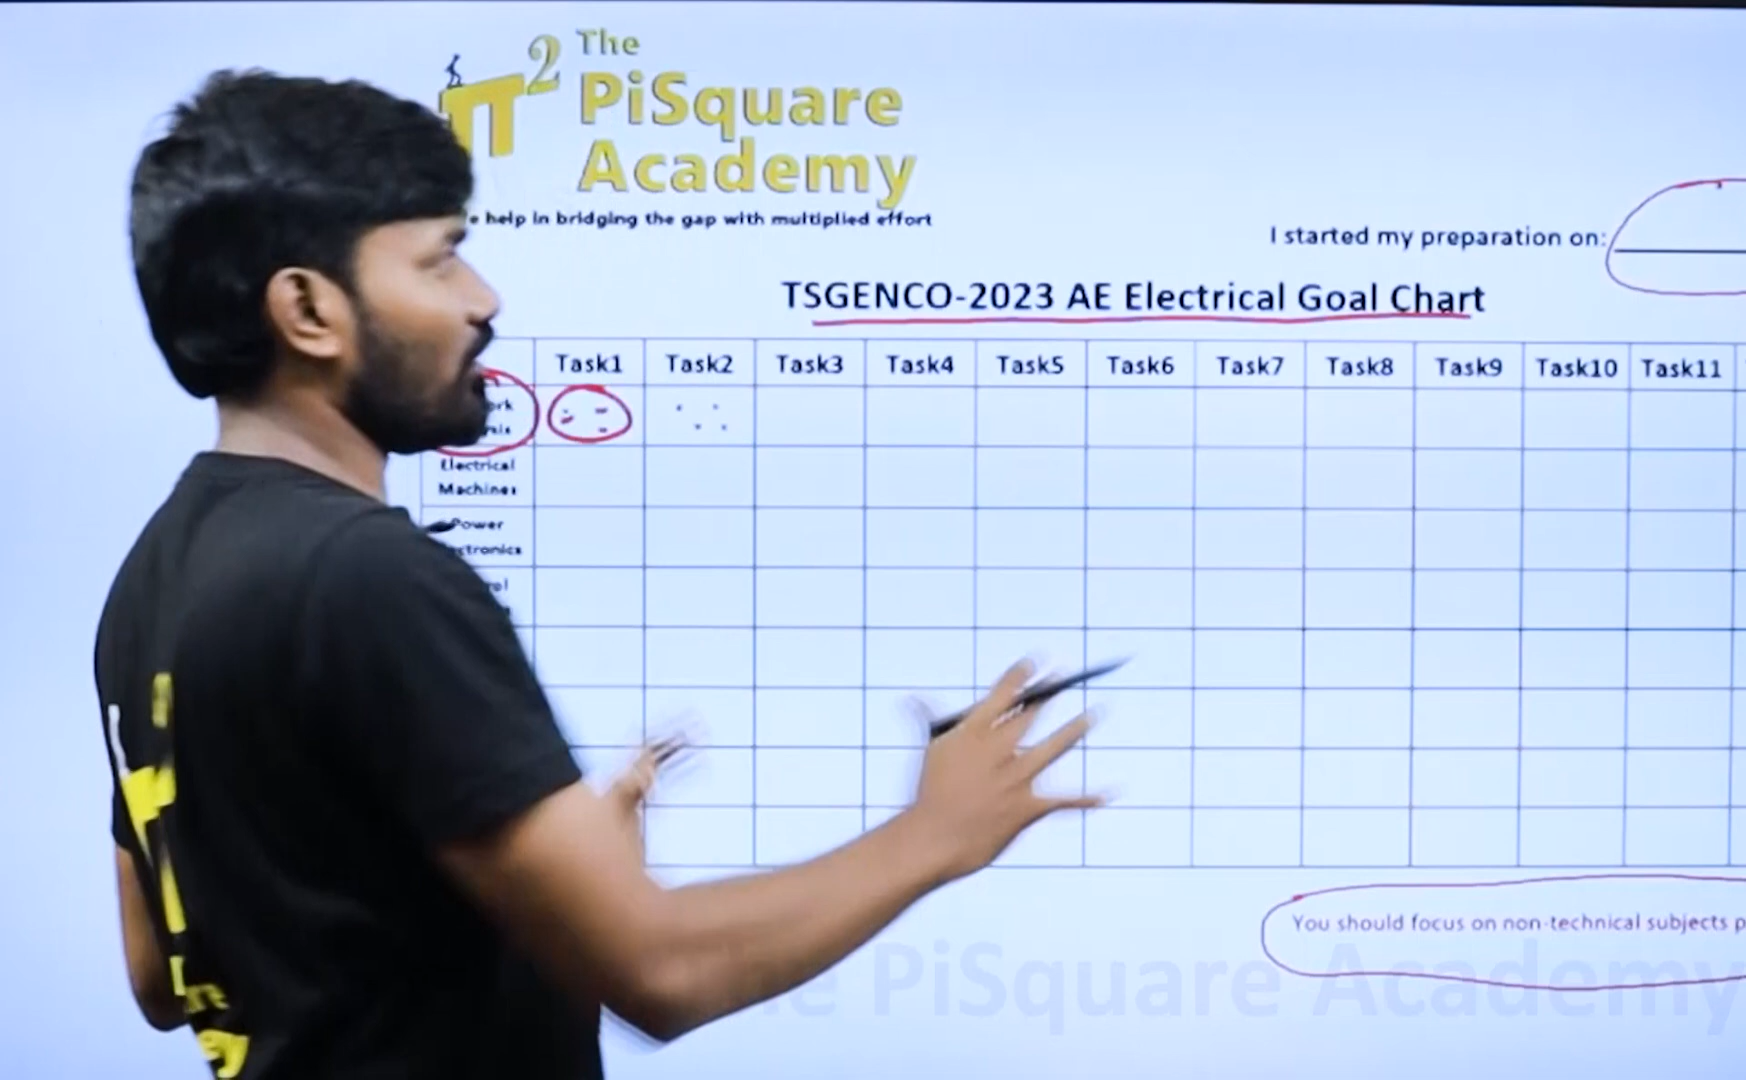 π2 The
PiSquare
Academy
help in bridging the gap with multiplied effort
I started my preparation on:
TSGENCO-2023 AE Electrical Goal Chart
Task1 Task2 Task3 Task4 Task5 Task6 Task7 Task8 Task9 Task10 Task11
Electrical
Machines
Power
You should focus on non-technical subjects
PiSquare Academy